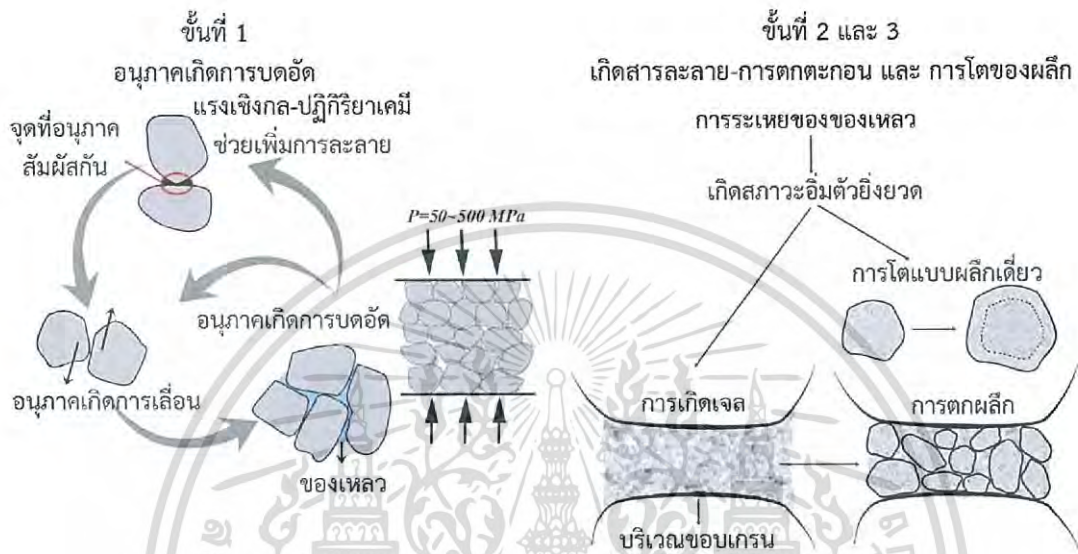 ขั้นที่ 1
อนุภาคเกิดการบดอัด
แรงเชิงกล-ปฏิกิริยาเคมี
ช่วยเพิ่มการละลาย
จุดที่อนุภาค
สัมผัสกัน
อนุภาคเกิดการเลื่อน
อนุภาคเกิดการบดอัด
ของเหลว
P=50~500 MPa
ขั้นที่ 2 และ 3
เกิดสารละลาย-การตกตะกอน และ การโตของผลึก
การระเหยของของเหลว
เกิดสภาวะอิ่มตัวยิ่งยวด
การโตแบบผลึกเดี่ยว
การเกิดเจล
การตกผลึก
บริเวณขอบเกรน